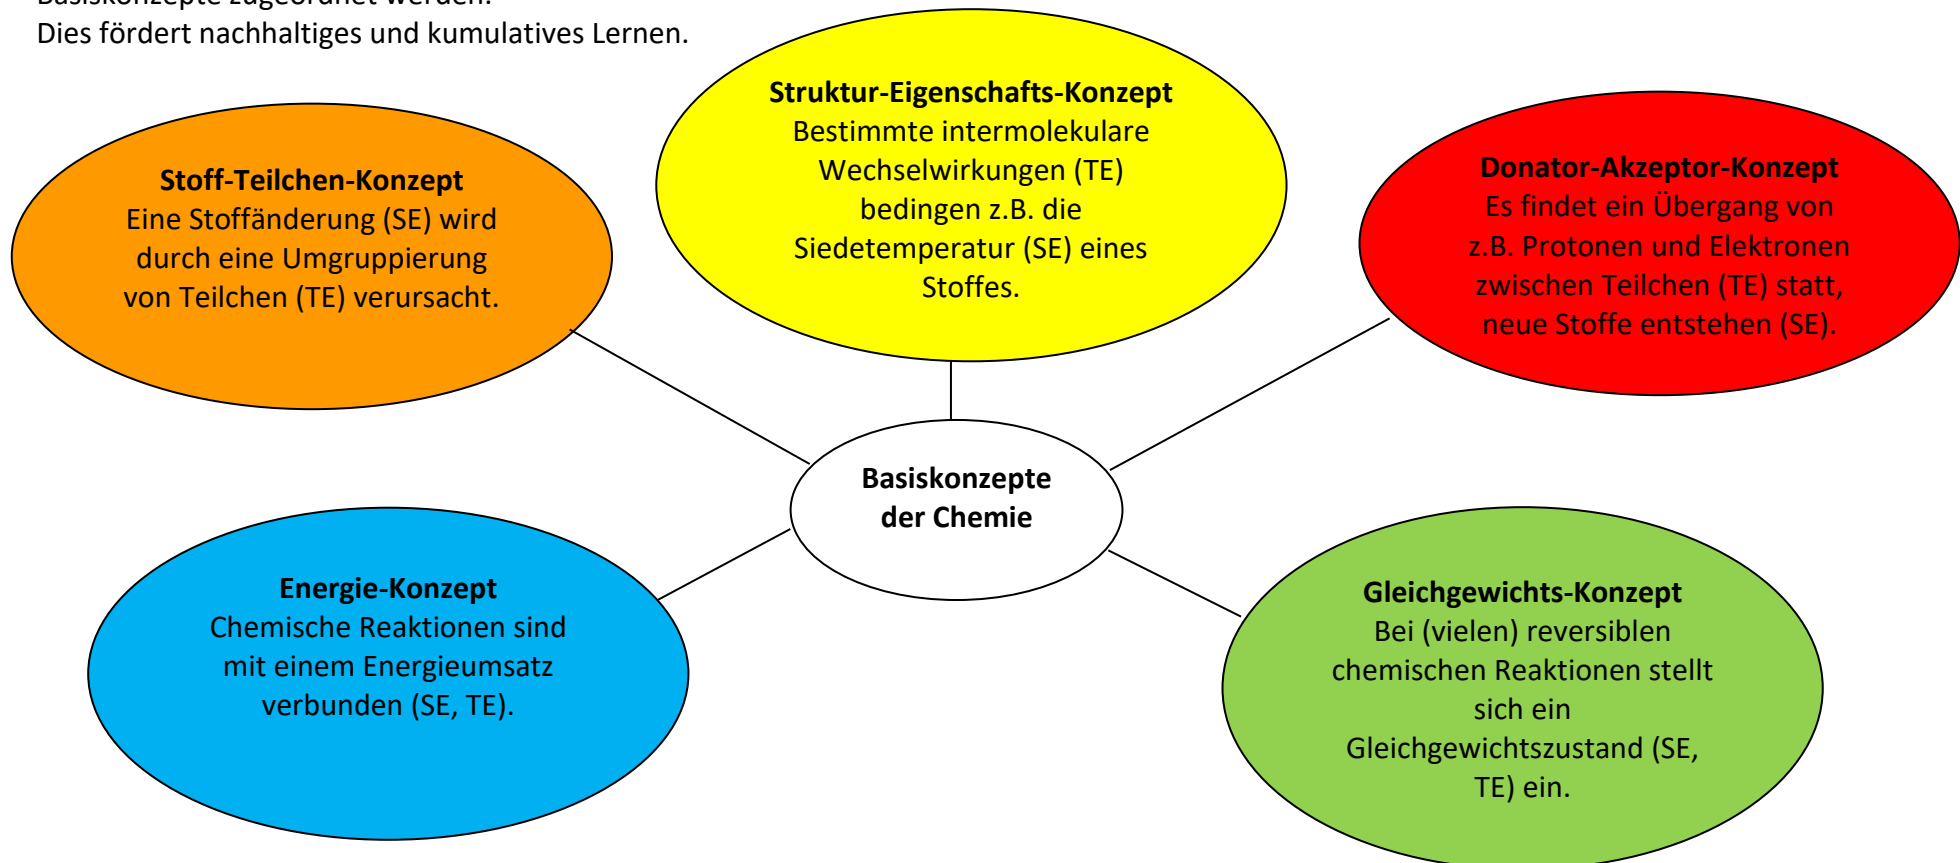 Basiskonzepte zugeordnet werden.
Dies fördert nachhaltiges und kumulatives Lernen.
Struktur-Eigenschafts-Konzept
Bestimmte intermolekulare
Wechselwirkungen (TE)
bedingen z.B. die
Siedetemperatur (SE) eines
Stoffes.
Stoff-Teilchen-Konzept
Eine Stoffänderung (SE) wird
durch eine Umgruppierung
von Teilchen (TE) verursacht.
Donator-Akzeptor-Konzept
Es findet ein Übergang von
z.B. Protonen und Elektronen
zwischen Teilchen (TE) statt,
neue Stoffe entstehen (SE).
Basiskonzepte
der Chemie
Energie-Konzept
Chemische Reaktionen sind
mit einem Energieumsatz
verbunden (SE, TE).
Gleichgewichts-Konzept
Bei (vielen) reversiblen
chemischen Reaktionen stellt
sich ein
Gleichgewichtszustand (SE,
TE) ein.